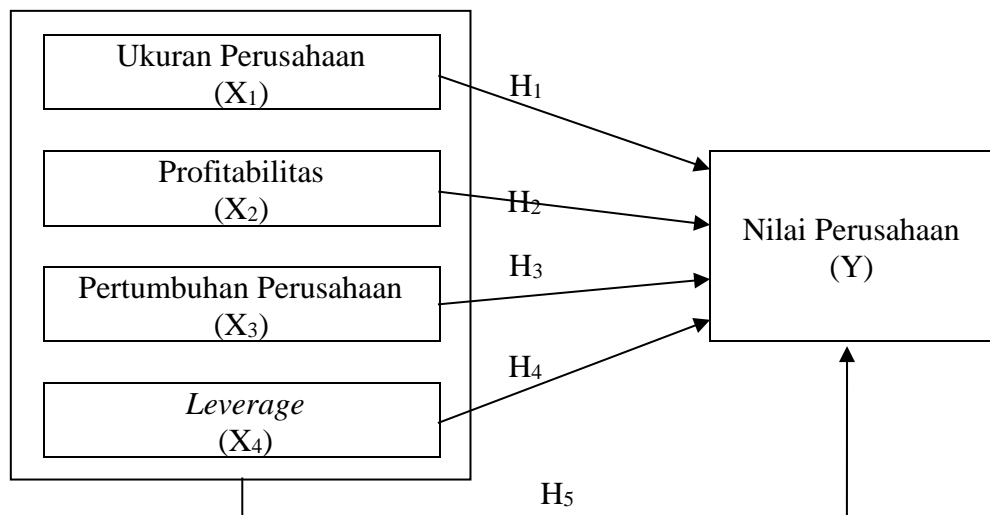 Ukuran Perusahaan
(X₁)
H₁
Profitabilitas
(X₂)
H₂
Nilai Perusahaan
(Y)
Pertumbuhan Perusahaan
(X₃)
H₃
Leverage
(X₄)
H₄
H₅